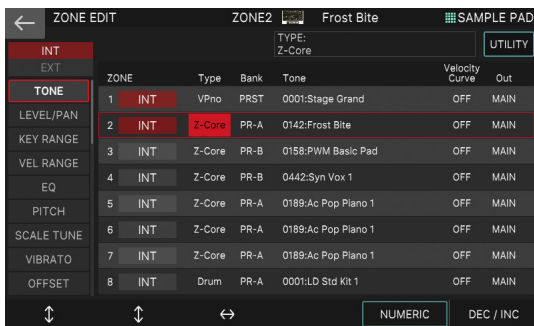 ZONE EDIT ZONE2 Frost Bite SAMPLE PAD
TYPE:
Z-Core
UTILITY
INT
EXT
TONE
LEVEL/PAN
KEY RANGE
VEL RANGE
EQ
PITCH
SCALE TUNE
VIBRATO
OFFSET
ZONE Type Bank Tone Velocity Curve Out
1 INT VPno PRST 0001:Stage Grand OFF MAIN
2 INT Z-Core PR-A 0142:Frost Bite OFF MAIN
3 INT Z-Core PR-B 0158:PWM Basic Pad OFF MAIN
4 INT Z-Core PR-B 0442:Syn Vox 1 OFF MAIN
5 INT Z-Core PR-A 0189:Ac Pop Piano 1 OFF MAIN
6 INT Z-Core PR-A 0189:Ac Pop Piano 1 OFF MAIN
7 INT Z-Core PR-A 0189:Ac Pop Piano 1 OFF MAIN
8 INT Drum PR-A 0001:LD Std Kit 1 OFF MAIN
NUMERIC DEC / INC